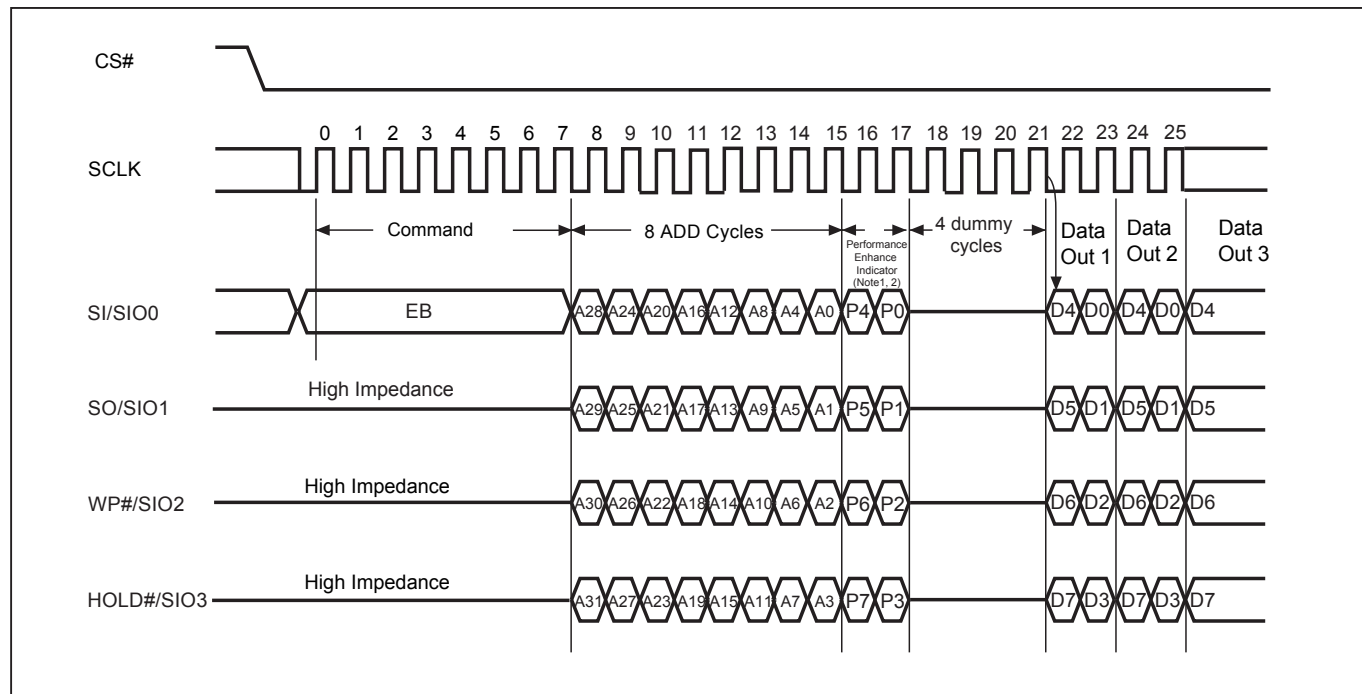 CS#
0 1 2 3 4 5 6 7 8 9 10 11 12 13 14 15 16 17 18 19 20 21 22 23 24 25
SCLK
Command
8 ADD Cycles
Performance
Enhance
Indicator
(Note1, 2)
4 dummy
cycles
Data
Out 1
Data
Out 2
Data
Out 3
SI/SIO0
EB
A28 A24 A20 A16 A12 A8 A4 A0 P4 P0 D4 D0 D4 D0 D4
High Impedance
SO/SIO1
A29 A25 A21 A17 A13 A9 A5 A1 P5 P1 D5 D1 D5 D1 D5
High Impedance
WP#/SIO2
A30 A26 A22 A18 A14 A10 A6 A2 P6 P2 D6 D2 D6 D2 D6
High Impedance
HOLD#/SIO3
A31 A27 A23 A19 A15 A11 A7 A3 P7 P3 D7 D3 D7 D3 D7